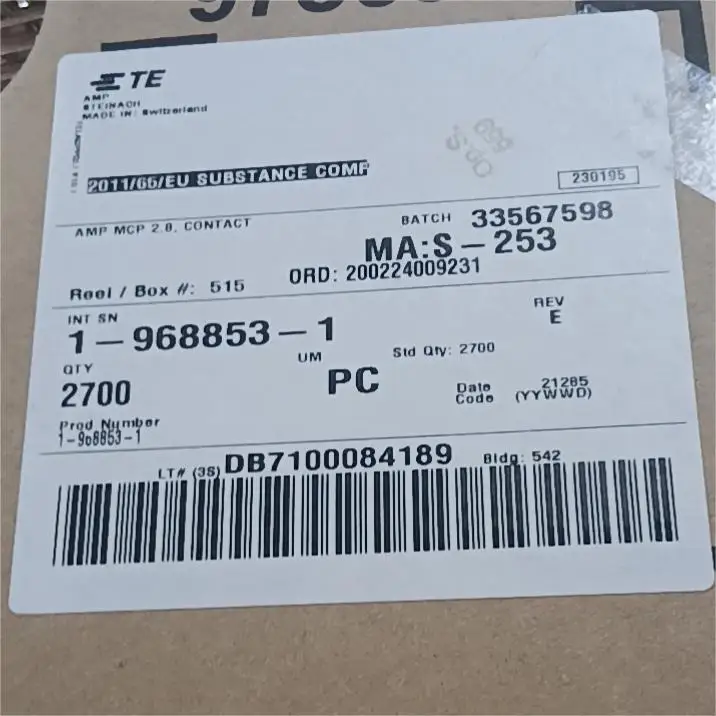 TE
AMP
STEINACH
MADE IN: Switzerland
2011/65/EU SUBSTANCE COMP
230195
AMP MCP 2.8, CONTACT
BATCH 33567598
MA:S-253
Reel / Box #: 515
ORD: 200224009231
INT SN
1-968853-1
REV
E
QTY
2700
UM
PC
Std Qty: 2700
Date Code
21285
(YYWWD)
Prod Number
1-968853-1
LT# (3S) DB7100084189 Bldg: 542